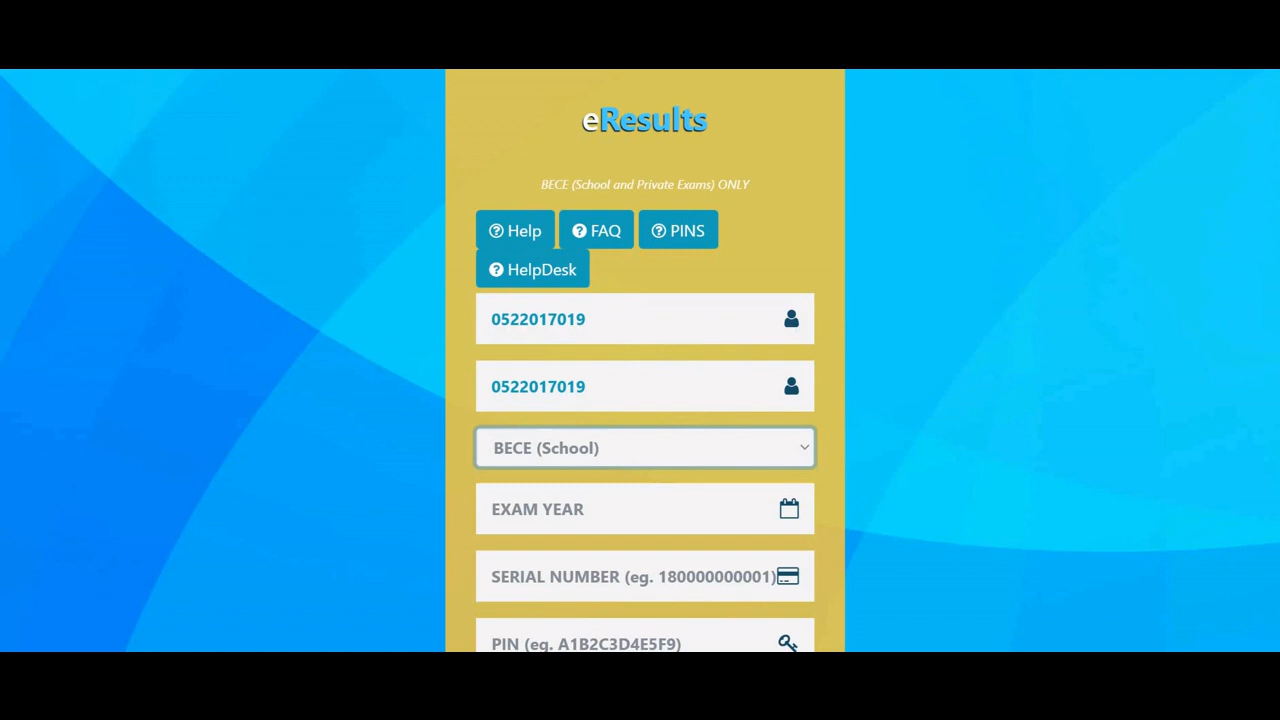 eResults
BECE (School and Private Exams) ONLY
Help FAQ PINS
HelpDesk
0522017019
0522017019
BECE (School)
EXAM YEAR
SERIAL NUMBER (eg. 180000000001)
PIN (eg. A1B2C3D4E5F9)